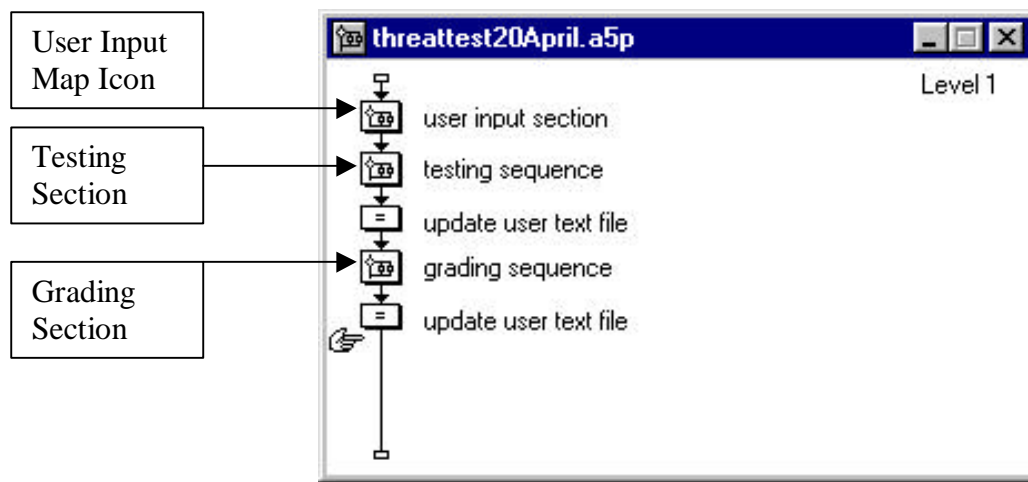 User Input
Map Icon
Testing
Section
Grading
Section
threattest20April.a5p
Level 1
user input section
testing sequence
=
update user text file
grading sequence
=
update user text file